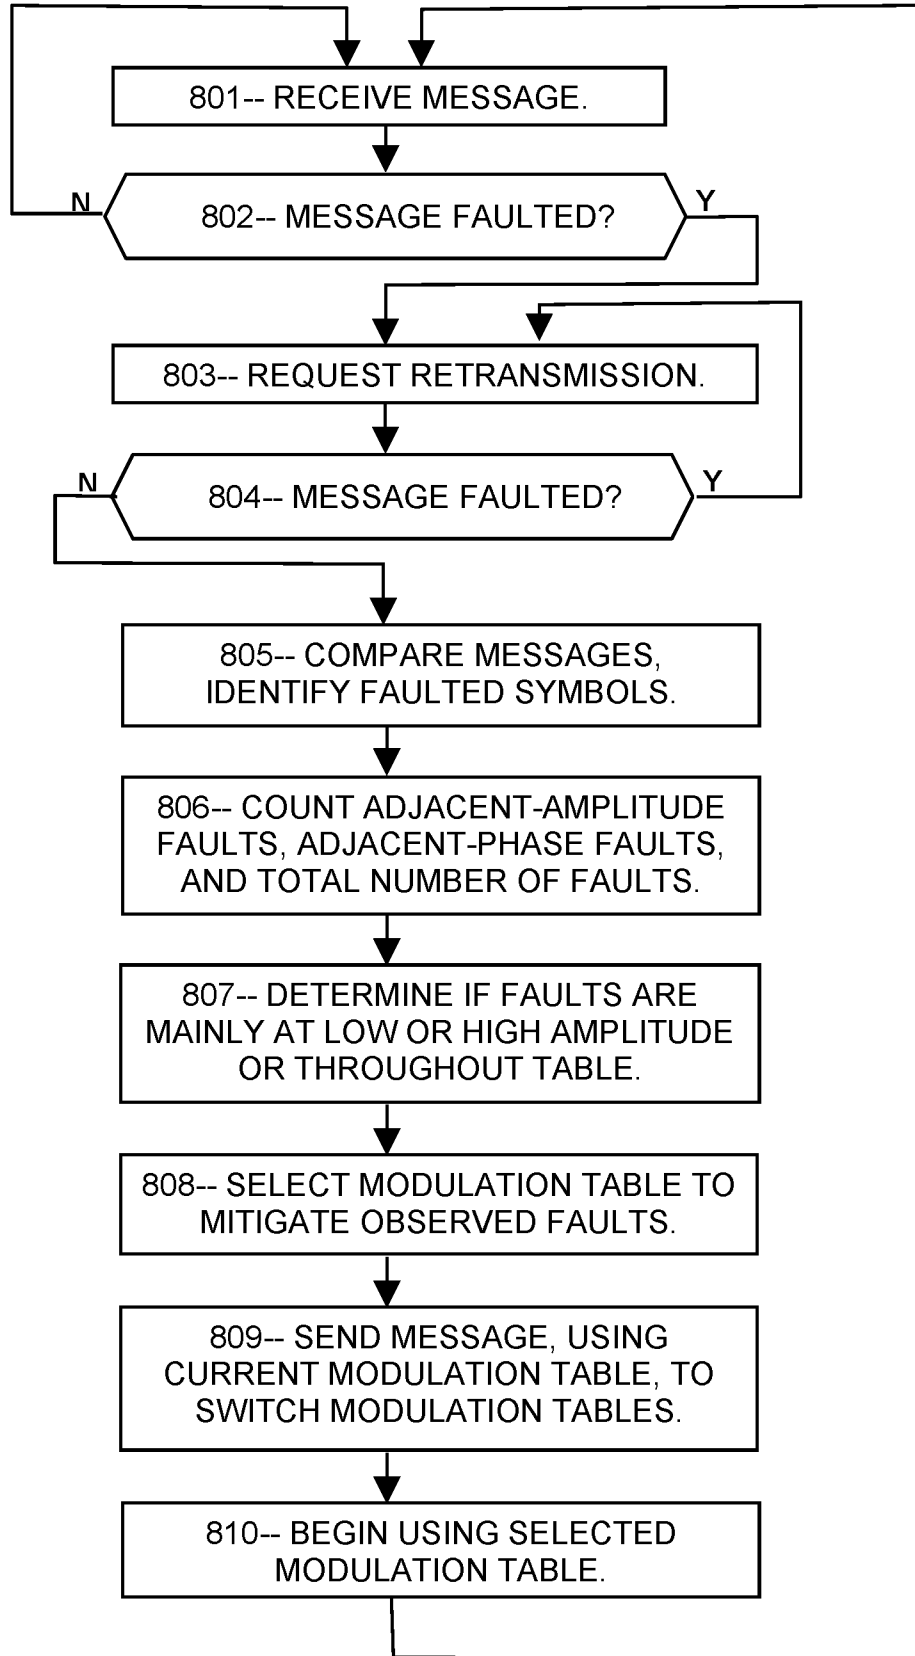 801-- RECEIVE MESSAGE.
N
Y
802-- MESSAGE FAULTED?
803-- REQUEST RETRANSMISSION.
N
Y
804-- MESSAGE FAULTED?
805-- COMPARE MESSAGES,
IDENTIFY FAULTED SYMBOLS.
806-- COUNT ADJACENT-AMPLITUDE
FAULTS, ADJACENT-PHASE FAULTS,
AND TOTAL NUMBER OF FAULTS.
807-- DETERMINE IF FAULTS ARE
MAINLY AT LOW OR HIGH AMPLITUDE
OR THROUGHOUT TABLE.
808-- SELECT MODULATION TABLE TO
MITIGATE OBSERVED FAULTS.
809-- SEND MESSAGE, USING
CURRENT MODULATION TABLE, TO
SWITCH MODULATION TABLES.
810-- BEGIN USING SELECTED
MODULATION TABLE.